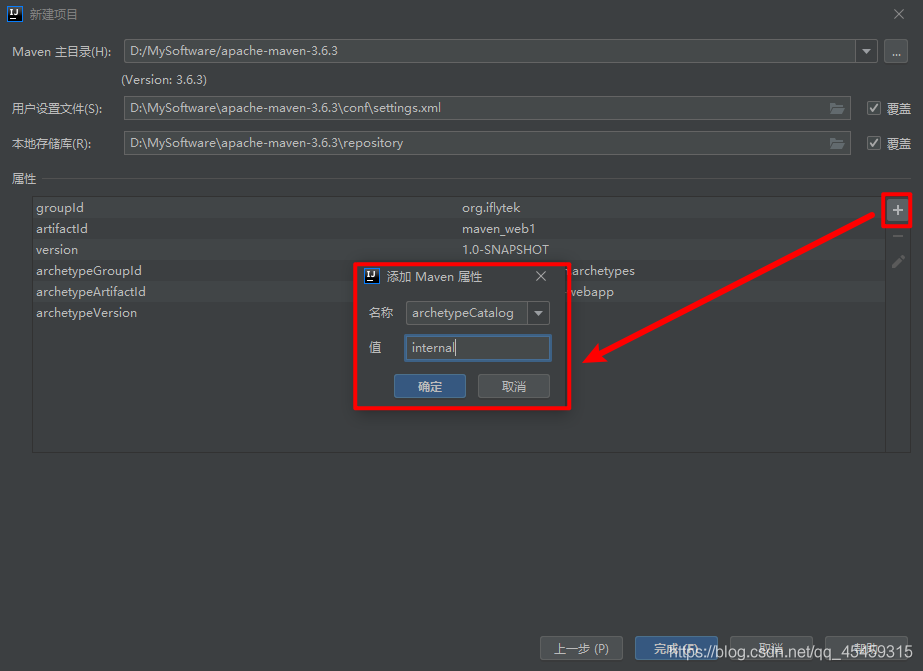 新建项目
Maven 主目录(H): D:/MySoftware/apache-maven-3.6.3 ...
(Version: 3.6.3)
用户设置文件(S): D:\MySoftware\apache-maven-3.6.3\conf\settings.xml 覆盖
本地存储库(R): D:\MySoftware\apache-maven-3.6.3\repository 覆盖
属性
groupId org.iflytek
artifactId maven_web1
version 1.0-SNAPSHOT
archetypeGroupId archetypes
archetypeArtifactId webapp
archetypeVersion
添加 Maven 属性
名称 archetypeCatalog
值 internal
确定 取消
上一步 (P) 完成(F) 取消
https://blog.csdn.net/qq_45459315